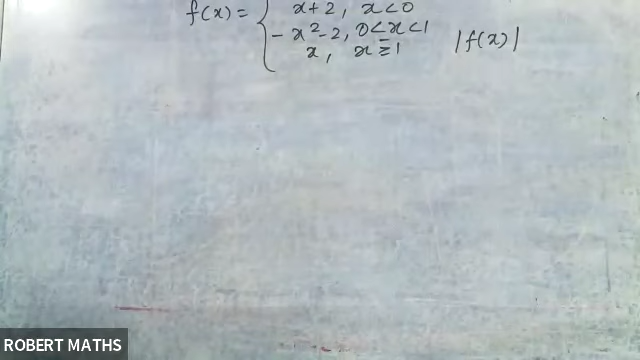 f(x) = { x+2, x<0
-x²-2, 0≤x<1
x, x≥1 |f(x)|
ROBERT MATHS